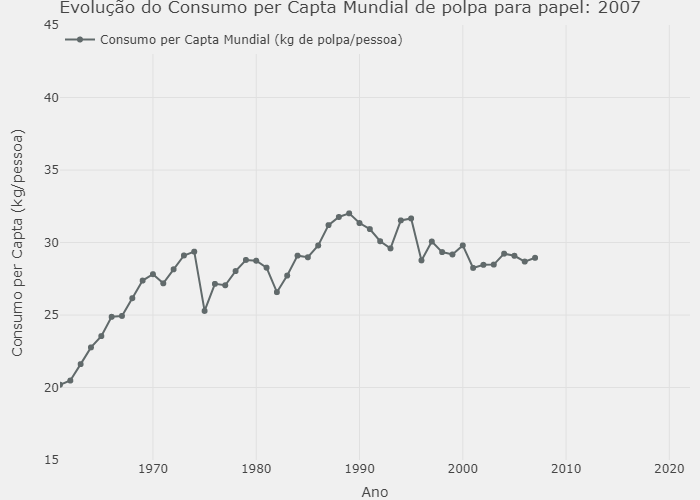 Evolução do Consumo per Capta Mundial de polpa para papel: 2007
Consumo per Capta Mundial (kg de polpa/pessoa)
Consumo per Capta (kg/pessoa)
45
40
35
30
25
20
15
1970 1980 1990 2000 2010 2020
Ano